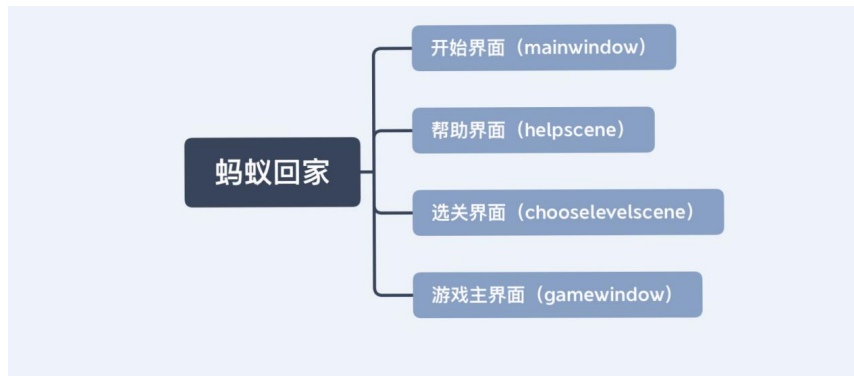 蚂蚁回家
开始界面（mainwindow）
帮助界面（helpscene）
选关界面（chooselevelscene）
游戏主界面（gamewindow）